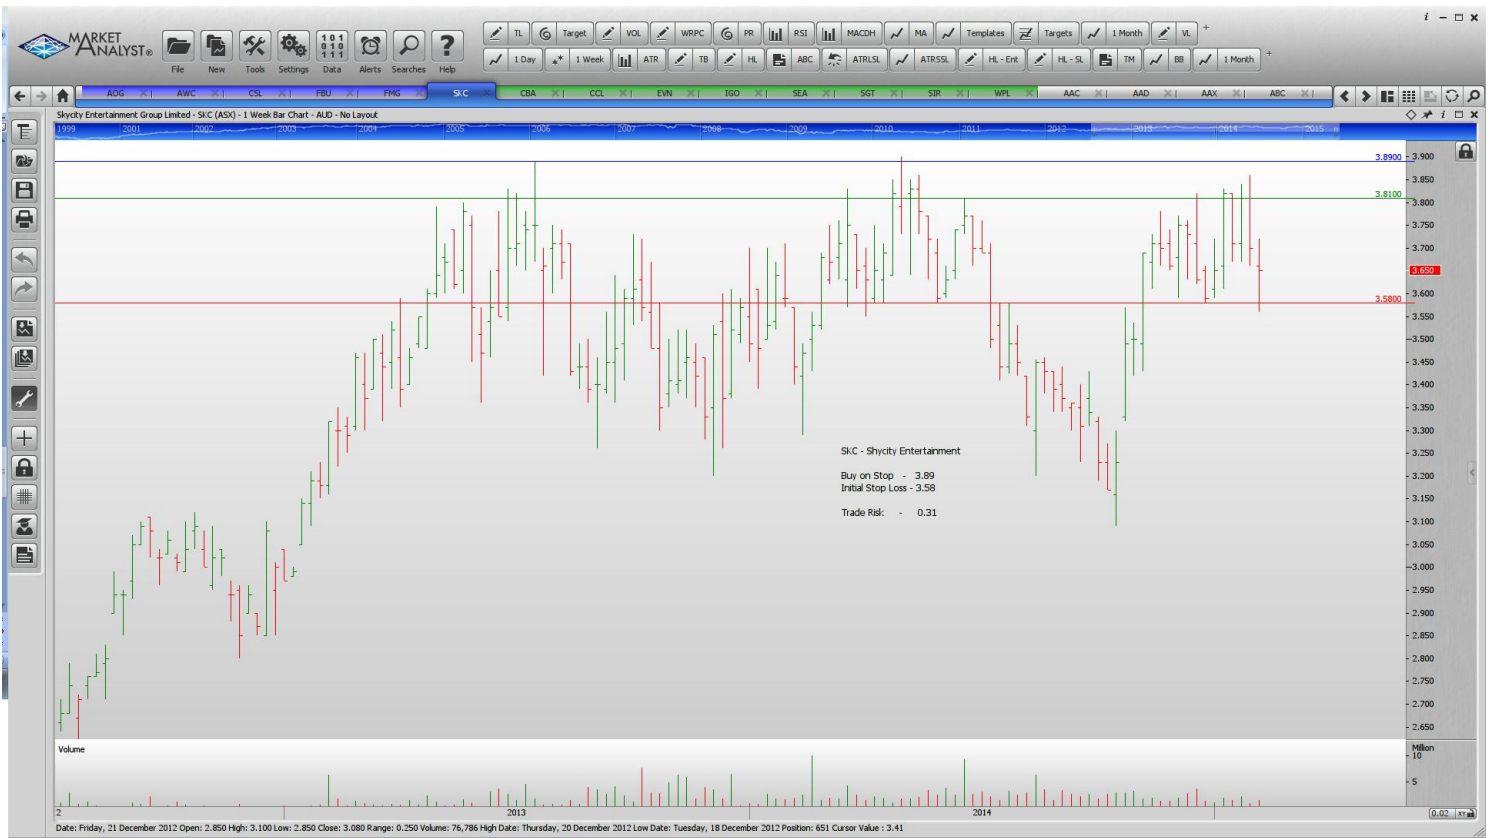 MARKET
ANALYST®
File
New
Tools
Settings
101
010
111
Data
Alerts
Searches
Help
TL
Target
VOL
WRPC
PR
RSI
MACDH
MA
Templates
Targets
1 Month
VL
+
1 Day
1 Week
ATR
TB
HL
ABC
ATRLSL
ATRSSL
HL - Ent
HL - SL
TM
BB
1 Month
+
AOG
AWC
CSL
FBU
FMG
SKC
CBA
CCL
EVN
IGO
SEA
SGT
SIR
WPL
AAC
AAD
AAX
ABC
Skycity Entertainment Group Limited - SKC (ASX) - 1 Week Bar Chart - AUD - No Layout
1999
2001
2002
2003
2004
2005
2006
2007
2008
2009
2010
2011
2012
2013
2014
2015
3.8900
3.8100
3.5800
3.900
3.850
3.800
3.750
3.700
3.650
3.600
3.550
3.500
3.450
3.400
3.350
3.300
3.250
3.200
3.150
3.100
3.050
3.000
2.950
2.900
2.850
2.800
2.750
2.700
2.650
SKC - Shycity Entertainment
Buy on Stop - 3.89
Initial Stop Loss - 3.58
Trade Risk: - 0.31
Volume
Million
10
5
2
2013
2014
0.02
XY
Date: Friday, 21 December 2012 Open: 2.850 High: 3.100 Low: 2.850 Close: 3.080 Range: 0.250 Volume: 76,786 High Date: Thursday, 20 December 2012 Low Date: Tuesday, 18 December 2012 Position: 651 Cursor Value : 3.41